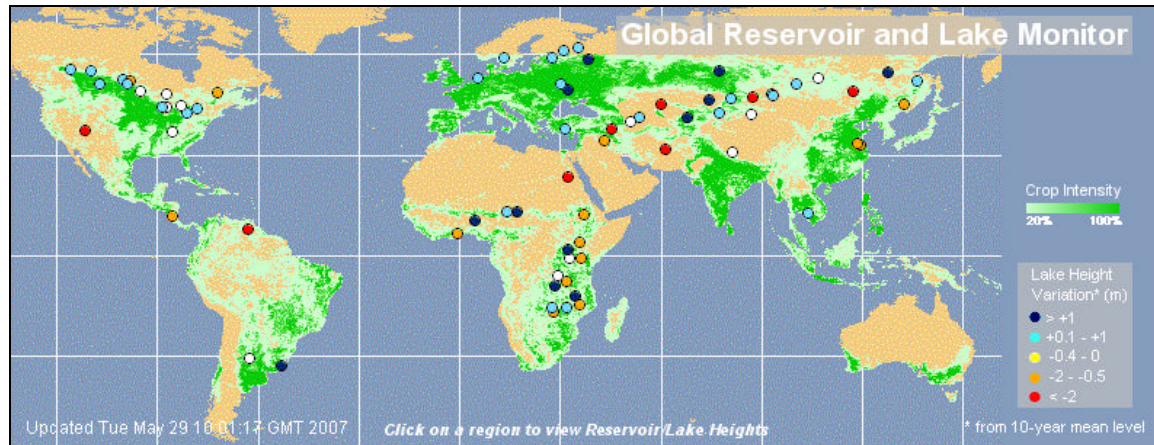 Global Reservoir and Lake Monitor
Crop Intensity
20% 100%
Lake Height
Variation* (m)
> +1
+0.1 - +1
-0.4 - 0
-2 - -0.5
< -2
Updated Tue May 29 10:01:17 GMT 2007
Click on a region to view Reservoir/Lake Heights
* from 10-year mean level